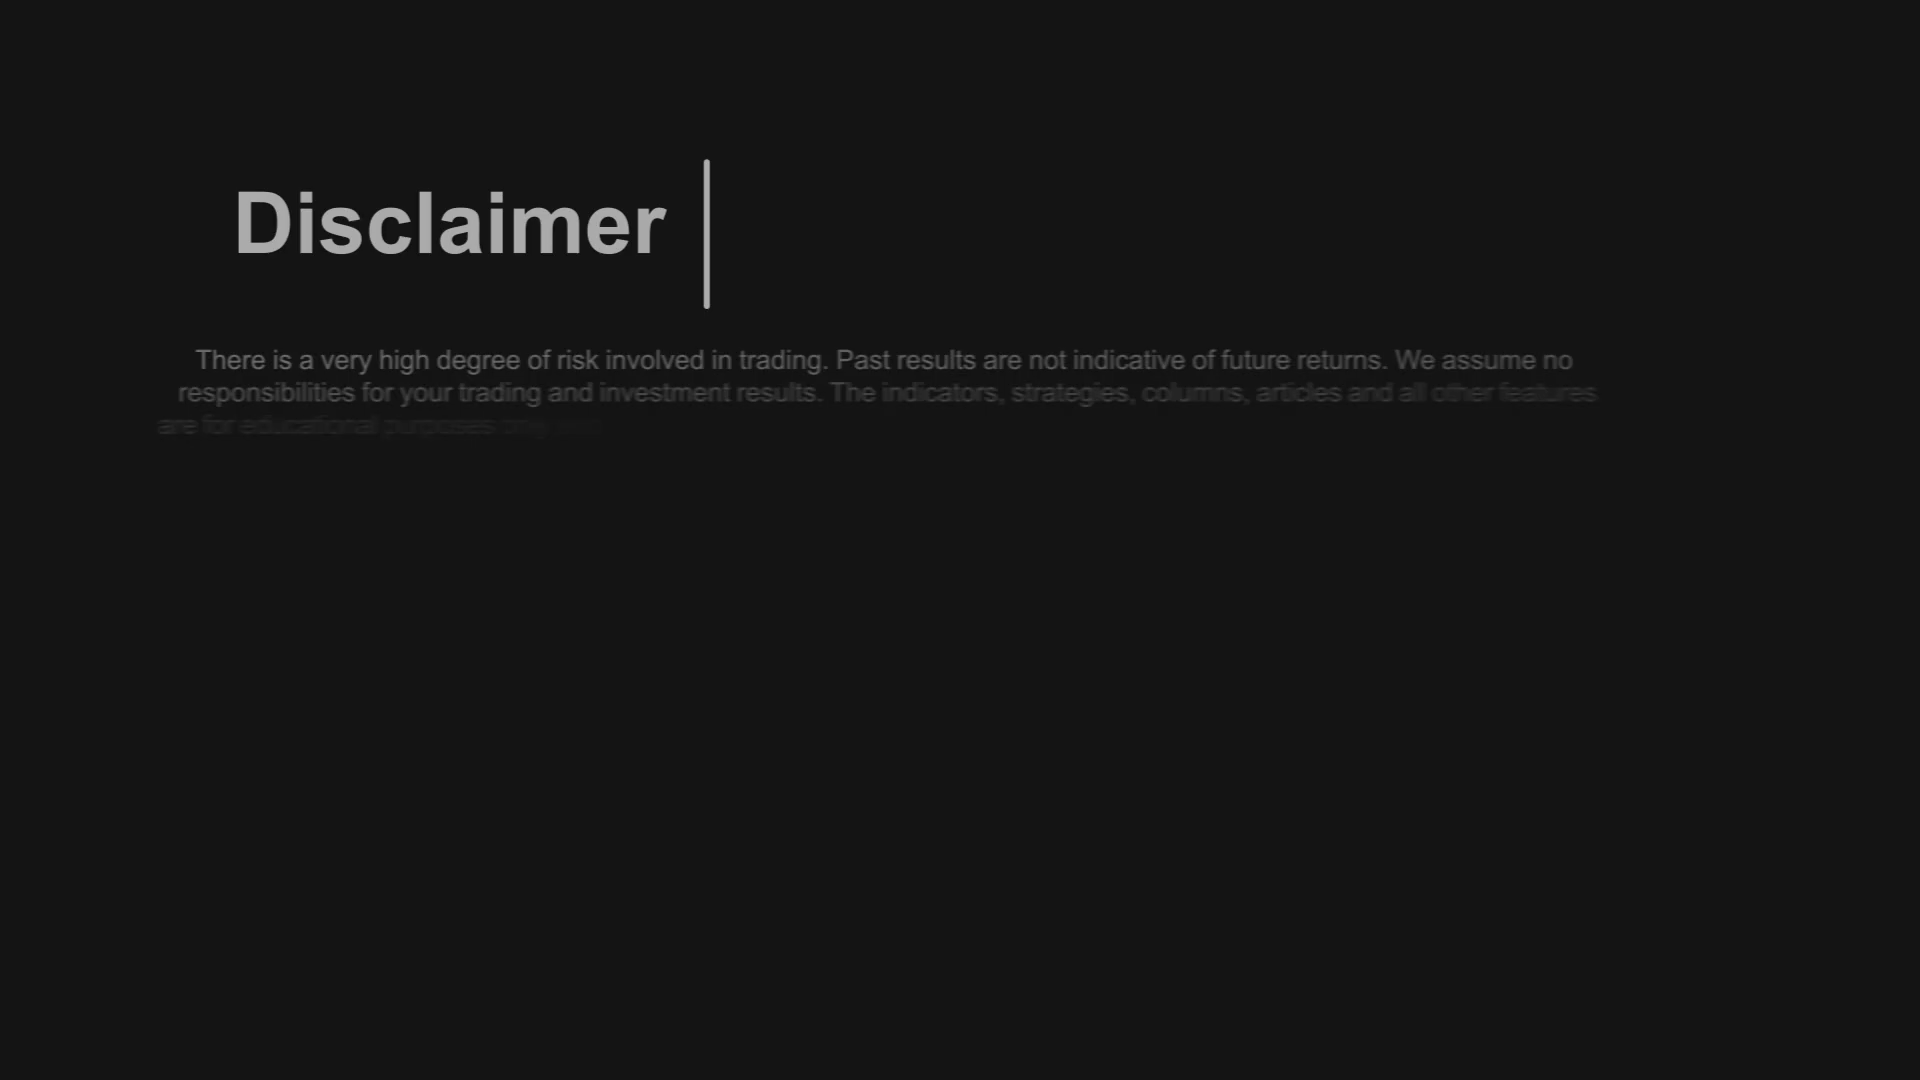 Disclaimer
There is a very high degree of risk involved in trading. Past results are not indicative of future returns. We assume no
responsibilities for your trading and investment results. The indicators, strategies, columns, articles and all other features
are for educational purposes only